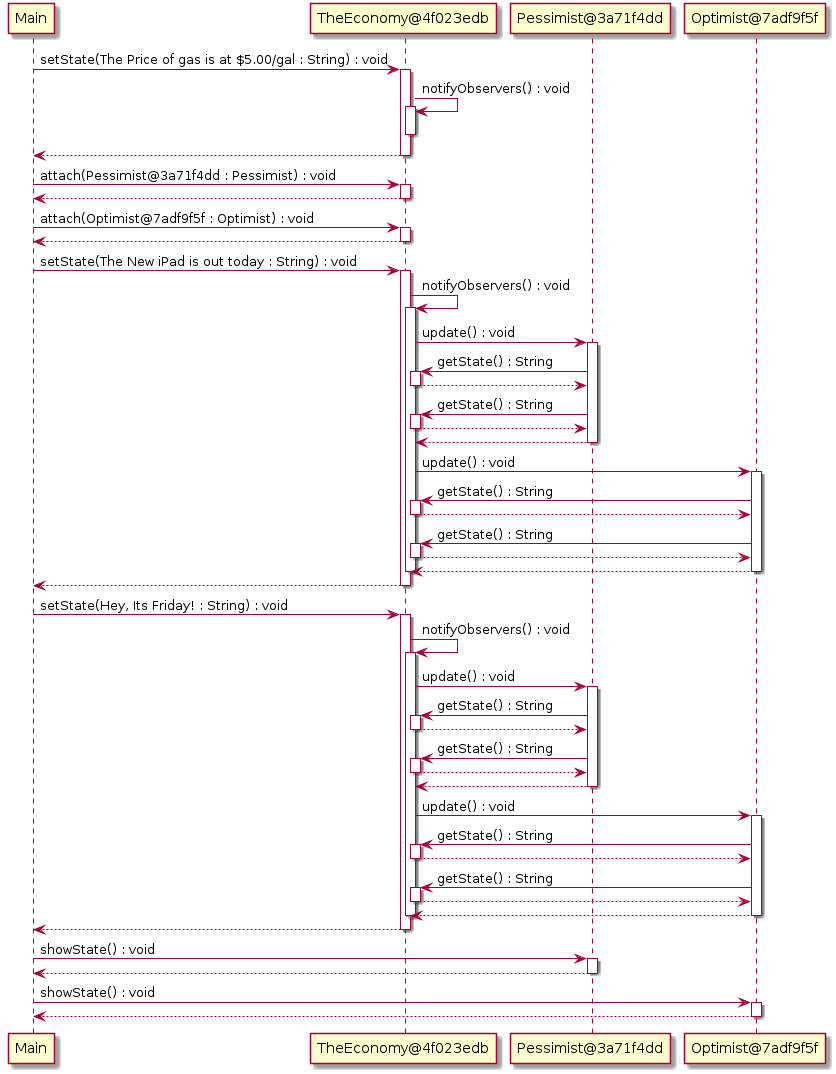 Main
TheEconomy@4f023edb
Pessimist@3a71f4dd
Optimist@7adf9f5f
setState(The Price of gas is at $5.00/gal : String) : void
notifyObservers() : void
attach(Pessimist@3a71f4dd : Pessimist) : void
attach(Optimist@7adf9f5f : Optimist) : void
setState(The New iPad is out today : String) : void
notifyObservers() : void
update() : void
getState() : String
getState() : String
update() : void
getState() : String
getState() : String
setState(Hey, Its Friday! : String) : void
notifyObservers() : void
update() : void
getState() : String
getState() : String
update() : void
getState() : String
getState() : String
showState() : void
showState() : void
Main
TheEconomy@4f023edb
Pessimist@3a71f4dd
Optimist@7adf9f5f